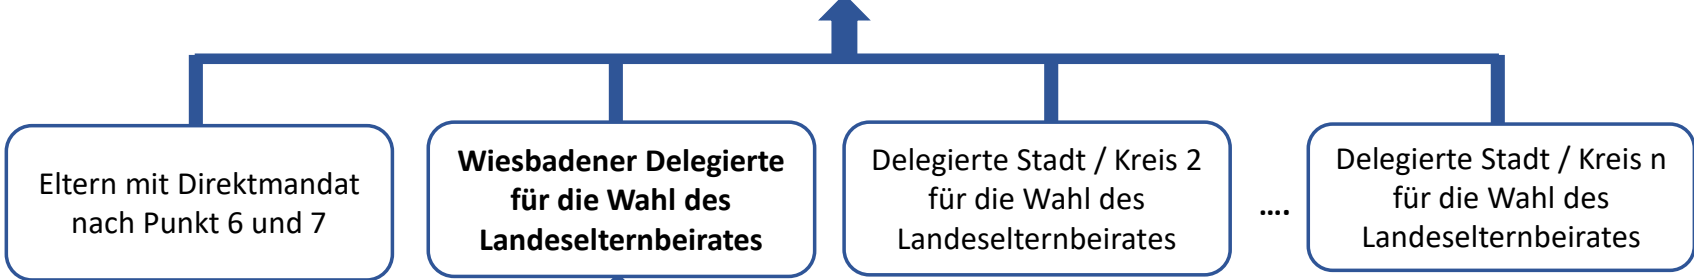 Eltern mit Direktmandat
nach Punkt 6 und 7
Wiesbadener Delegierte
für die Wahl des
Landeselternbeirates
Delegierte Stadt / Kreis 2
für die Wahl des
Landeselternbeirates
....
Delegierte Stadt / Kreis n
für die Wahl des
Landeselternbeirates